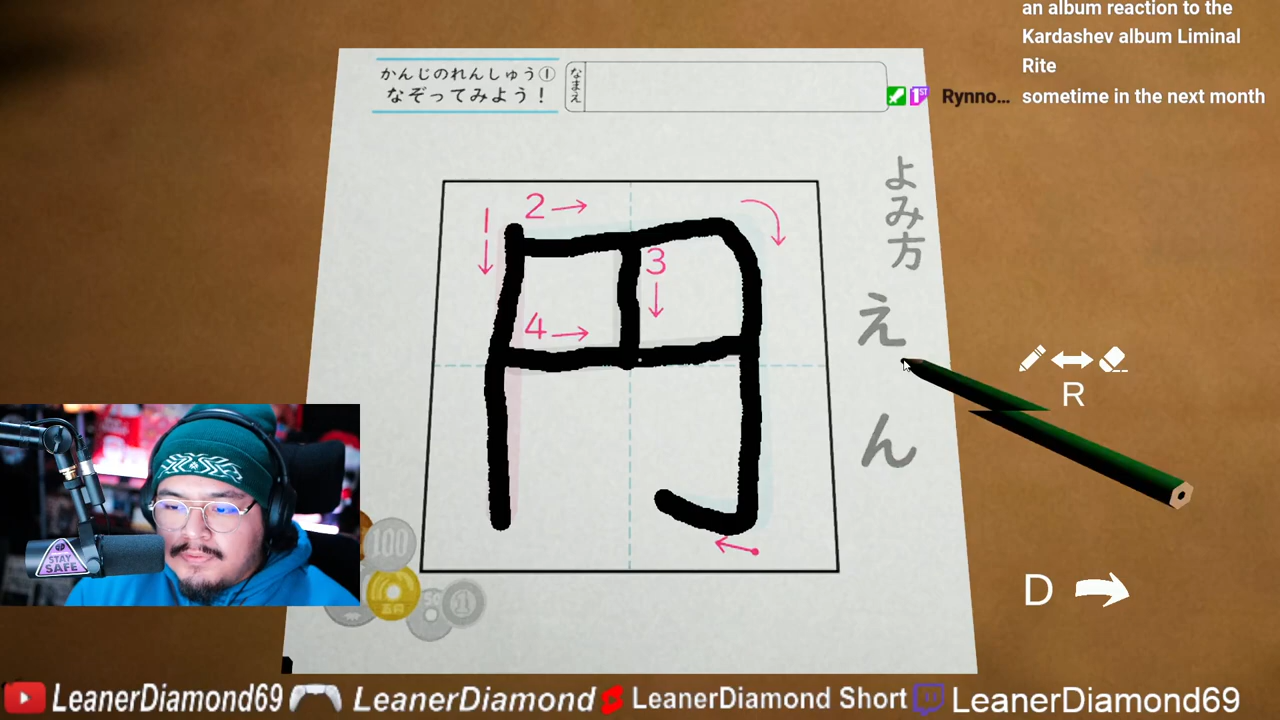 an album reaction to the
Kardashev album Liminal
Rite
Rynno... sometime in the next month
かんじのれんしゅう①
なぞってみよう！
なまえ
よみ方
えん
円
1
2
3
4
R
D
100
1
STAY
SAFE
LeanerDiamond69 LeanerDiamond LeanerDiamond Short LeanerDiamond69